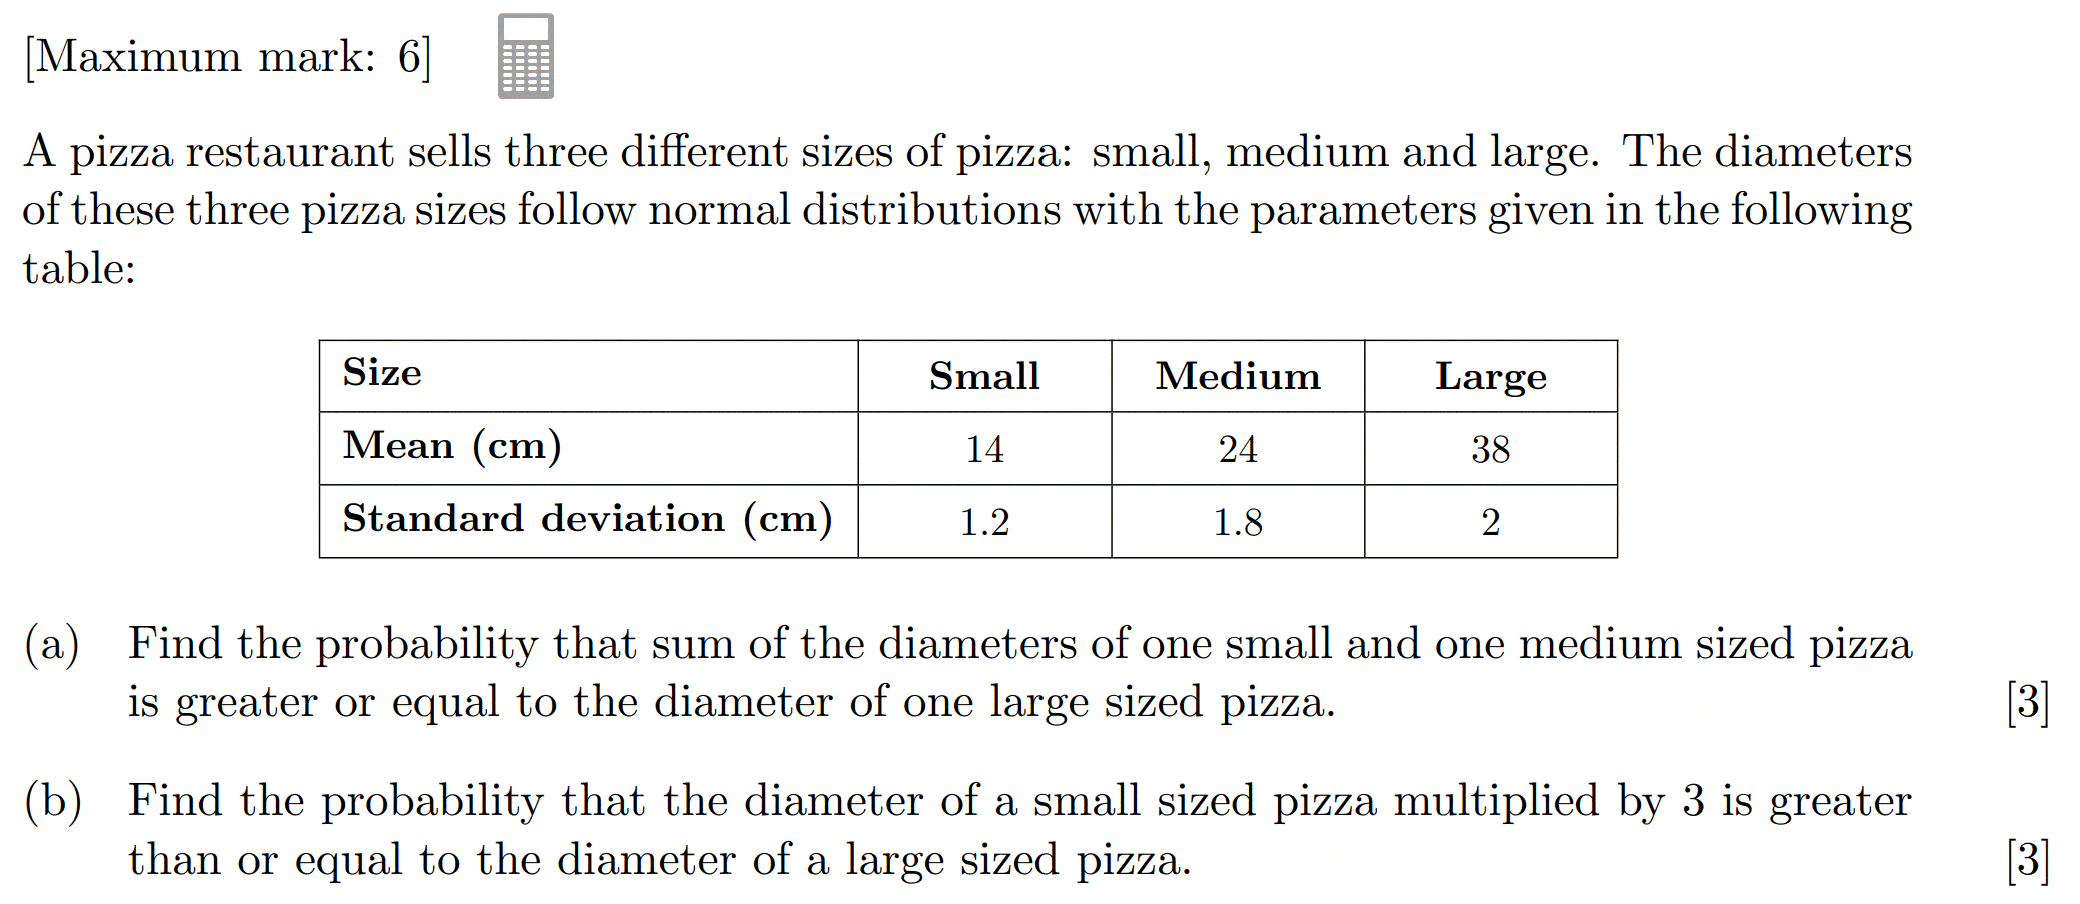 [Maximum mark: 6]
A pizza restaurant sells three different sizes of pizza: small, medium and large. The diameters
of these three pizza sizes follow normal distributions with the parameters given in the following
table:
Size Small Medium Large
Mean (cm) 14 24 38
Standard deviation (cm) 1.2 1.8 2
(a) Find the probability that sum of the diameters of one small and one medium sized pizza
is greater or equal to the diameter of one large sized pizza. [3]
(b) Find the probability that the diameter of a small sized pizza multiplied by 3 is greater
than or equal to the diameter of a large sized pizza. [3]